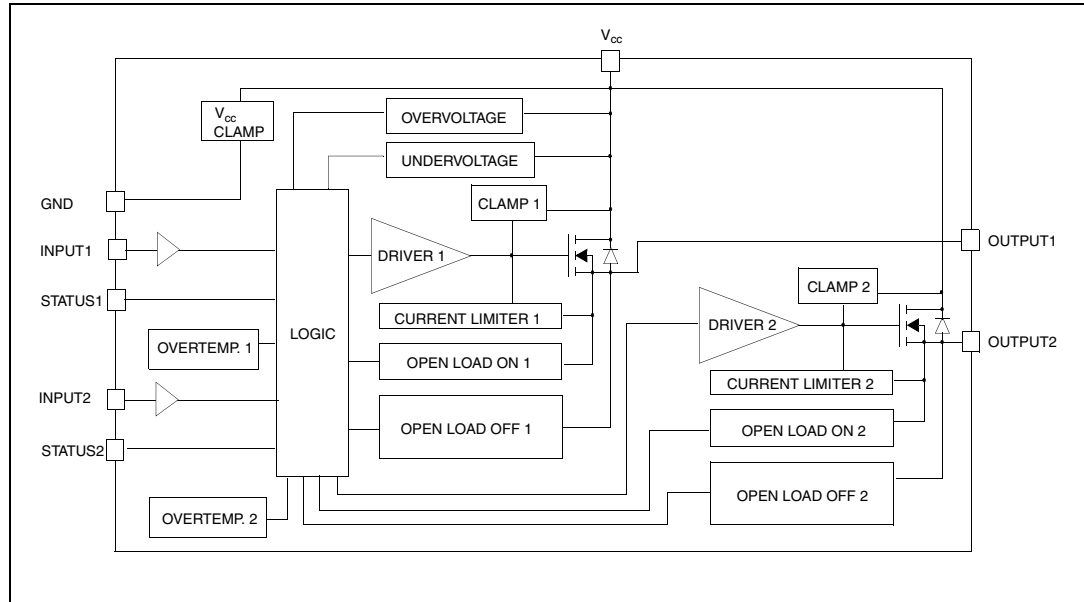 Vcc
Vcc
CLAMP
OVERVOLTAGE
UNDERVOLTAGE
GND
CLAMP 1
INPUT1
DRIVER 1
OUTPUT1
STATUS1
CURRENT LIMITER 1
LOGIC
CLAMP 2
DRIVER 2
OUTPUT2
OVERTEMP. 1
OPEN LOAD ON 1
CURRENT LIMITER 2
INPUT2
OPEN LOAD OFF 1
OPEN LOAD ON 2
STATUS2
OPEN LOAD OFF 2
OVERTEMP. 2